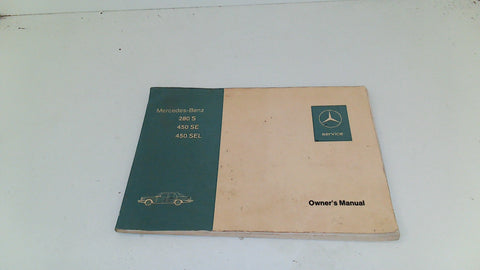 Mercedes-Benz
280 S
450 SE
450 SEL
service
Owner's Manual